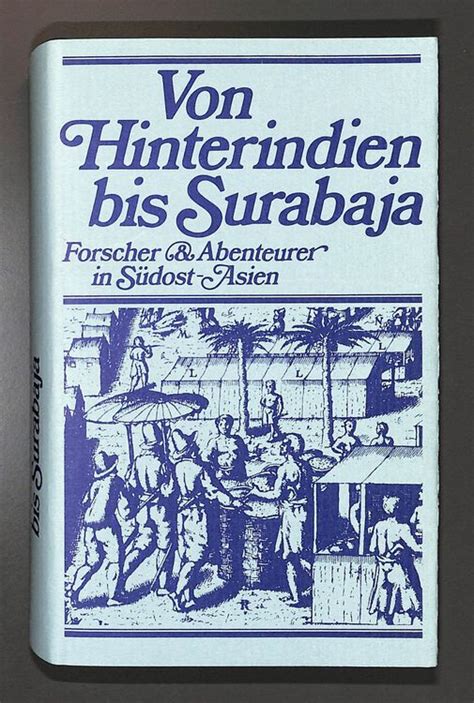 Von
Hinterindien
bis Surabaja
Forscher & Abenteurer
in Südost-Asien
L
L
L
R
bis Surabaja